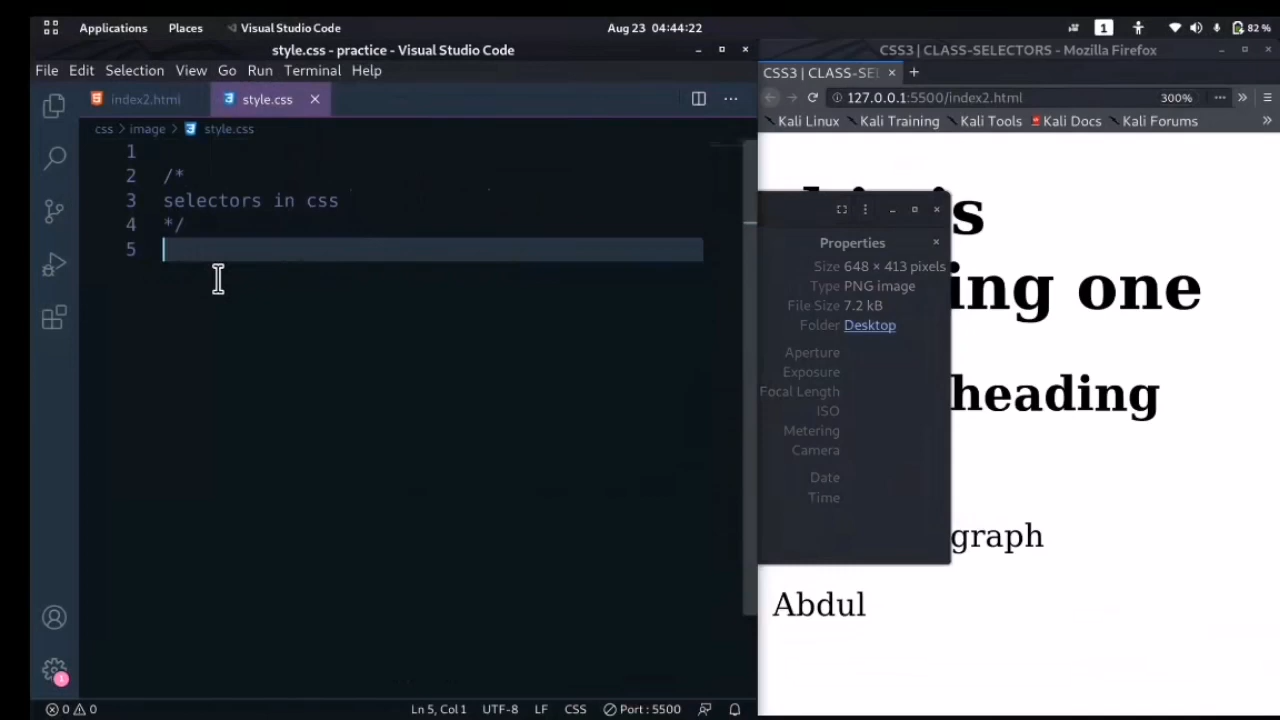 Applications Places Visual Studio Code Aug 23 04:44:22 1 82 %
style.css - practice - Visual Studio Code
File Edit Selection View Go Run Terminal Help
index2.html style.css
css > image > style.css
1
2 /*
3 selectors in css
4 */
5
1
0 0 Ln 5, Col 1 UTF-8 LF CSS Port : 5500
CSS3 | CLASS-SELECTORS - Mozilla Firefox
CSS3 | CLASS-SEL
127.0.0.1:5500/index2.html 300%
Kali Linux Kali Training Kali Tools Kali Docs Kali Forums
Properties
Size 648 × 413 pixels
Type PNG image
File Size 7.2 kB
Folder Desktop
Aperture
Exposure
Focal Length
ISO
Metering
Camera
Date
Time
s
ing one
heading
graph
Abdul